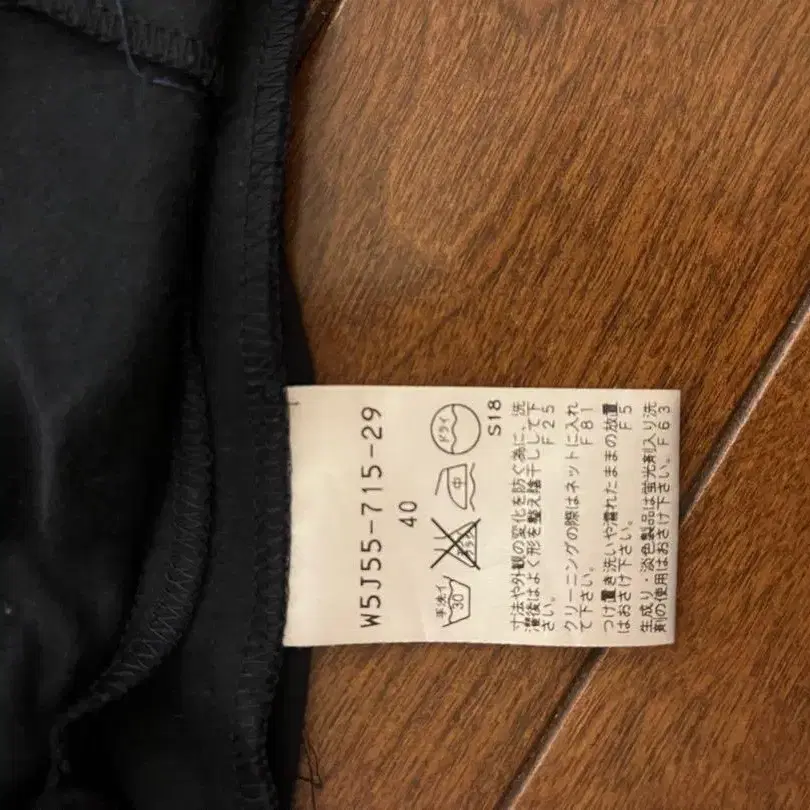 W5J55-715-29
40
手洗イ
30
エンソ
サラシ
中
ドライ
S18
寸法や外観の変化を防ぐ為に、洗
濯後はよく形を整え陰干しして下
さい。 F25
クリーニングの際はネットに入れ
て下さい。 F81
つけ置き洗いや濡れたままの放置
はおさけ下さい。 F5
生成り・淡色製品は蛍光剤入り洗
剤の使用はおさけ下さい。F63